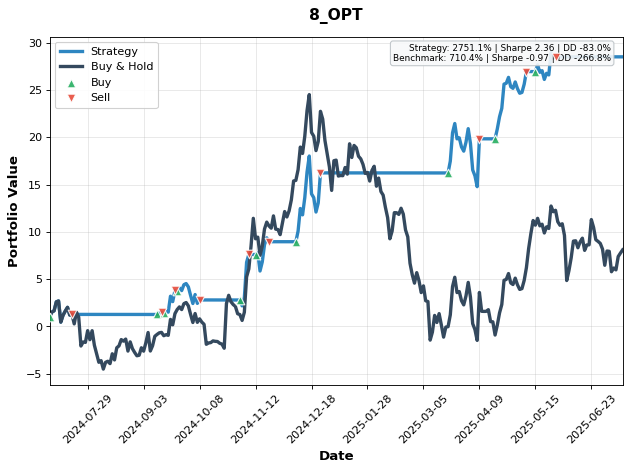 8_OPT
Strategy
Buy & Hold
Buy
Sell
Strategy: 2751.1% | Sharpe 2.36 | DD -83.0%
Benchmark: 710.4% | Sharpe -0.97 | DD -266.8%
Portfolio Value
30
25
20
15
10
5
0
−5
2024-07-29
2024-09-03
2024-10-08
2024-11-12
2024-12-18
2025-01-28
2025-03-05
2025-04-09
2025-05-15
2025-06-23
Date